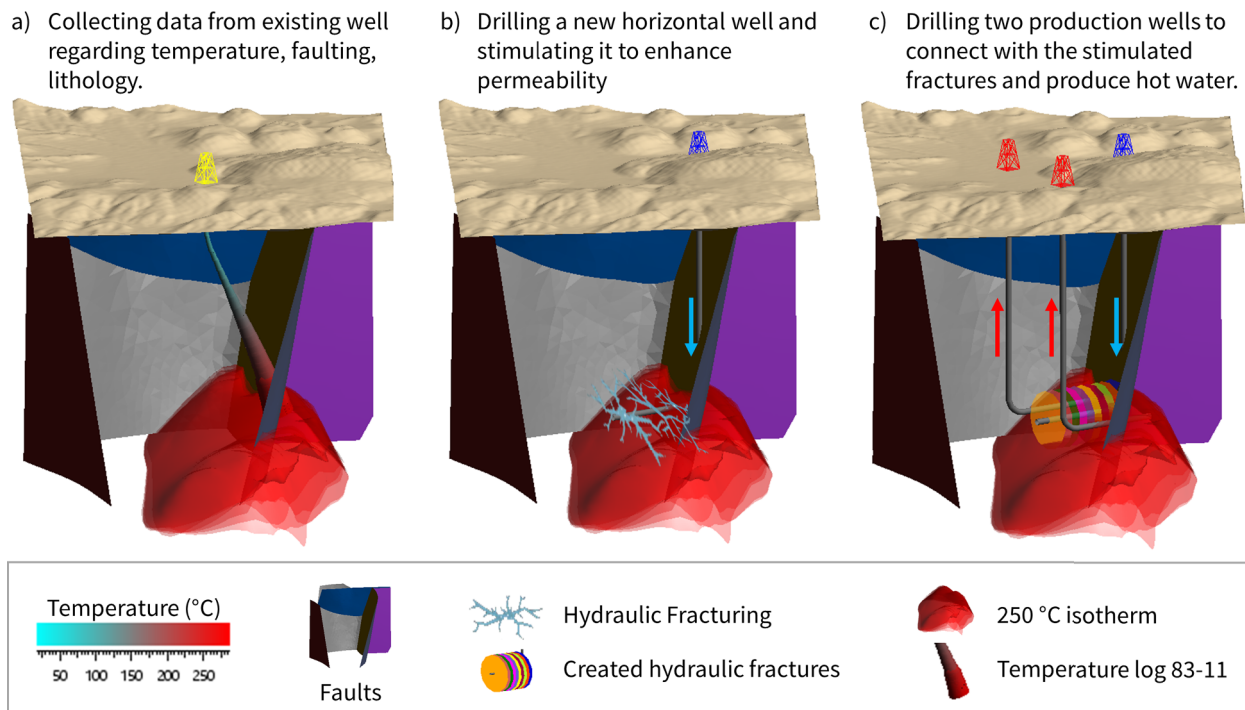 a) Collecting data from existing well
regarding temperature, faulting,
lithology.
b) Drilling a new horizontal well and
stimulating it to enhance
permeability
c) Drilling two production wells to
connect with the stimulated
fractures and produce hot water.
Temperature (°C)
50 100 150 200 250
Faults
Hydraulic Fracturing
Created hydraulic fractures
250 °C isotherm
Temperature log 83-11